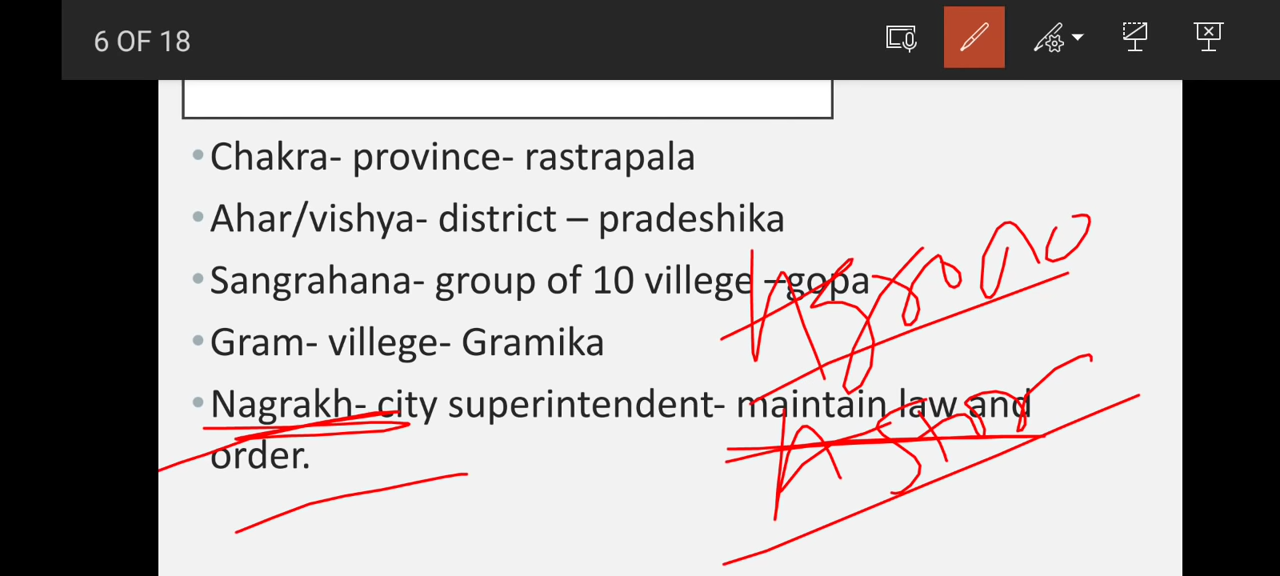 6 OF 18
•Chakra- province- rastrapala
•Ahar/vishya- district – pradeshika
•Sangrahana- group of 10 villege –gopa
•Gram- villege- Gramika
•Nagrakh- city superintendent- maintain law and
order.